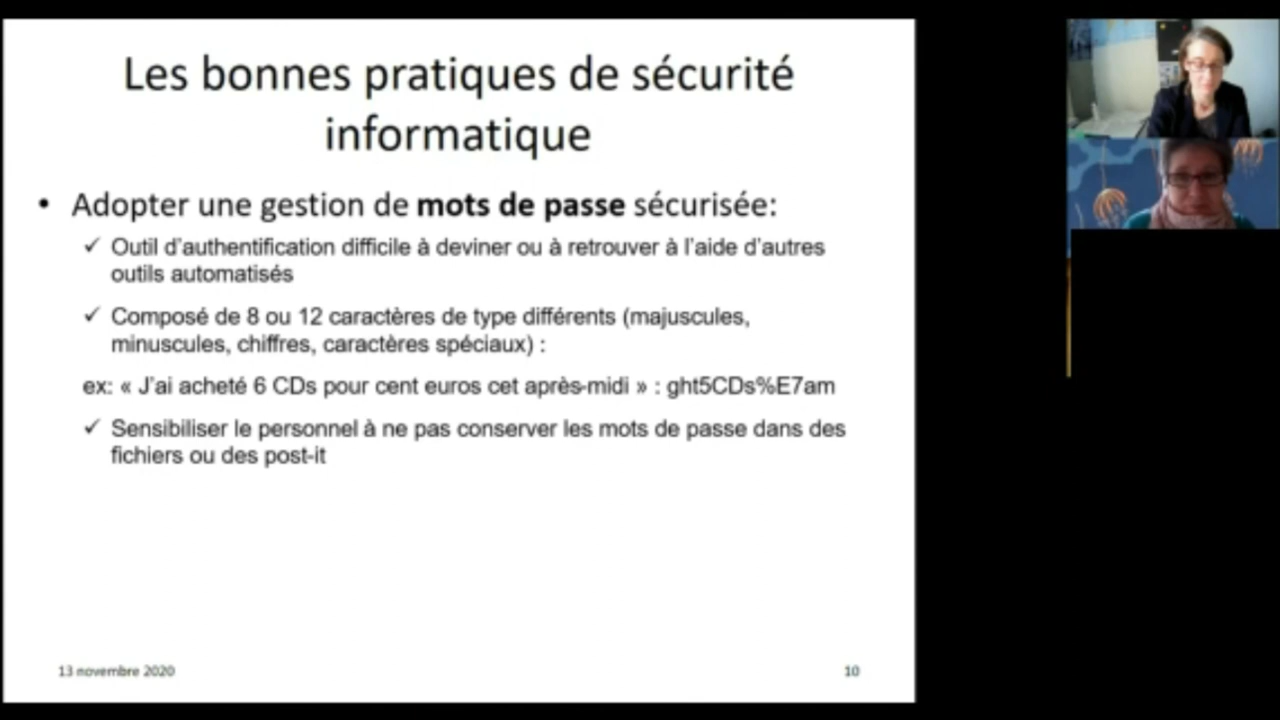 Les bonnes pratiques de sécurité
informatique
• Adopter une gestion de mots de passe sécurisée:
✓ Outil d'authentification difficile à deviner ou à retrouver à l'aide d'autres
outils automatisés
✓ Composé de 8 ou 12 caractères de type différents (majuscules,
minuscules, chiffres, caractères spéciaux) :
ex: « J'ai acheté 6 CDs pour cent euros cet après-midi » : ght5CDs%E7am
✓ Sensibiliser le personnel à ne pas conserver les mots de passe dans des
fichiers ou des post-it
13 novembre 2020
10